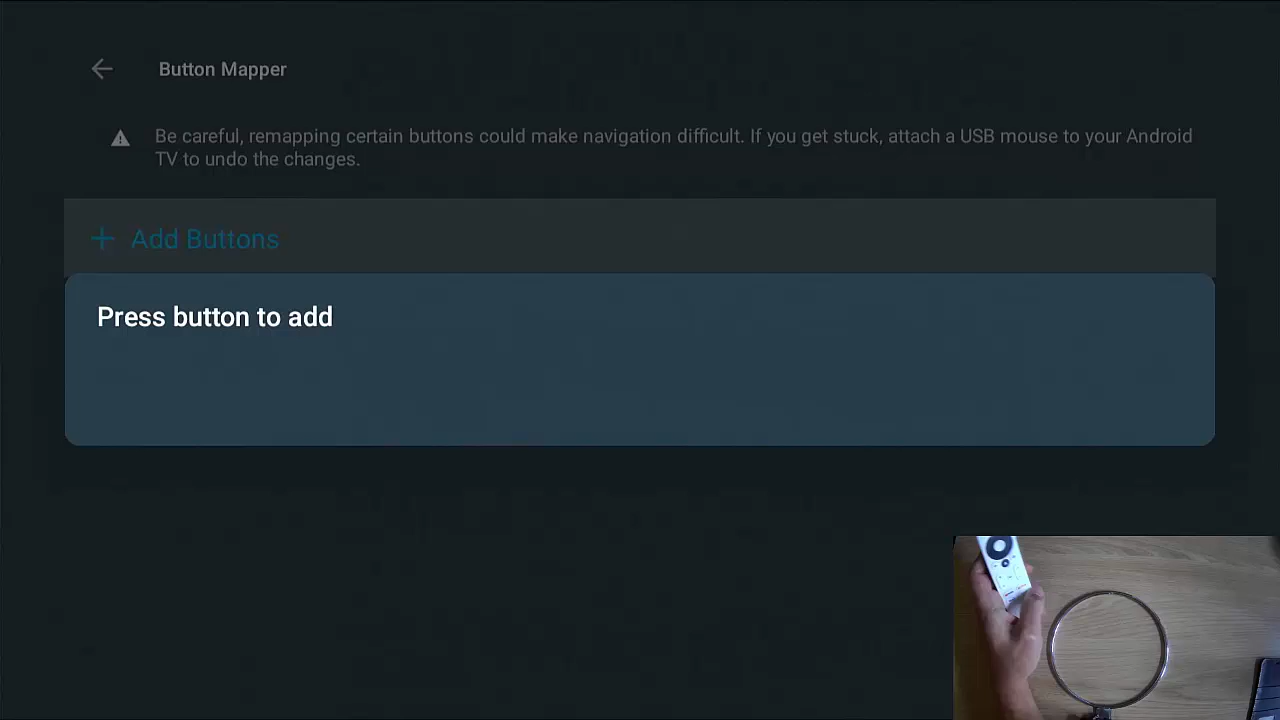 Button Mapper
Be careful, remapping certain buttons could make navigation difficult. If you get stuck, attach a USB mouse to your Android
TV to undo the changes.
+ Add Buttons
Press button to add